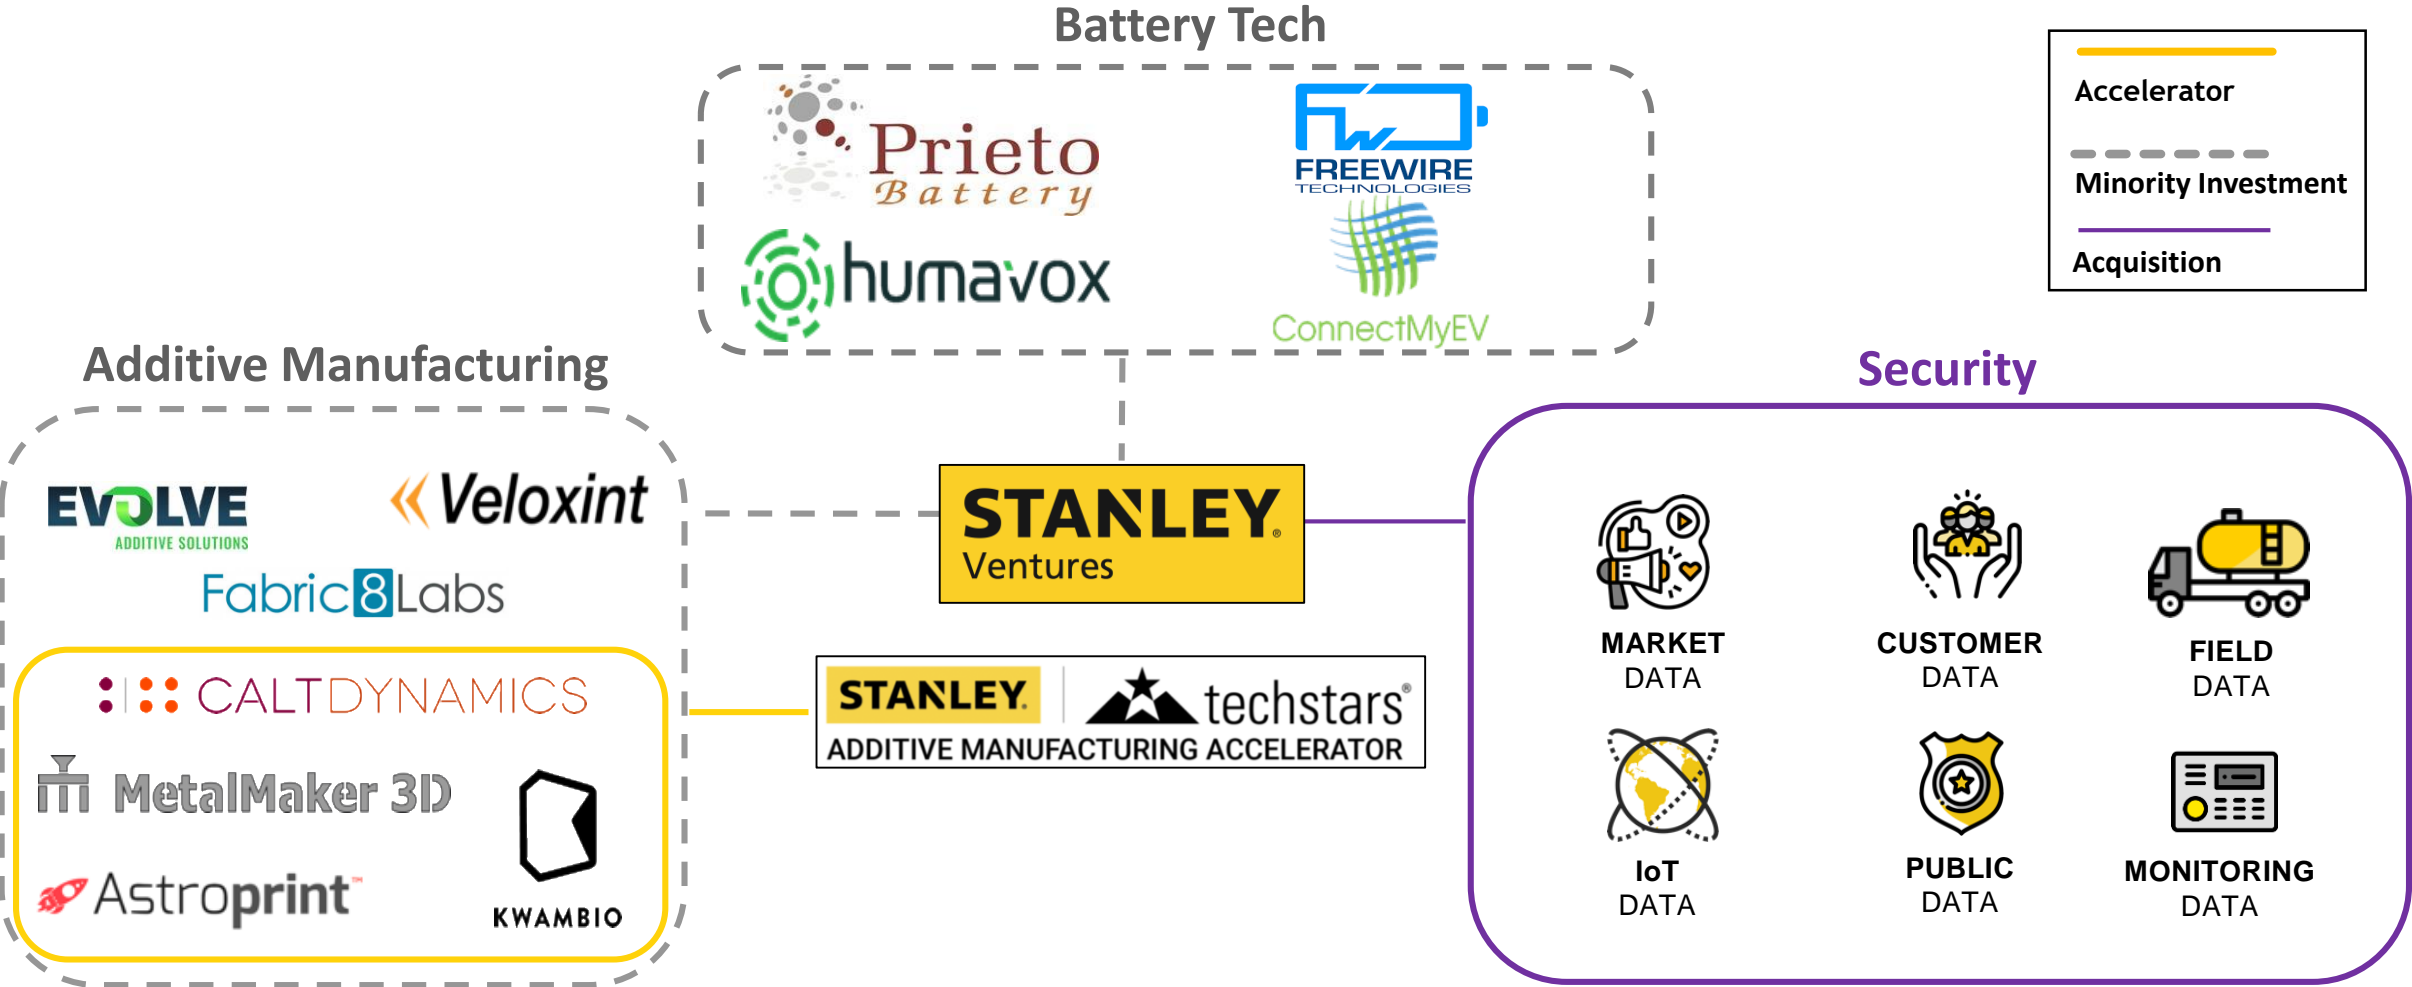 Battery Tech
Accelerator
Minority Investment
Acquisition
Prieto
Battery
FREEWIRE
TECHNOLOGIES
humavox
ConnectMyEV
Additive Manufacturing
EVOLVE
ADDITIVE SOLUTIONS
Veloxint
Fabric8Labs
CALTDYNAMICS
MetalMaker 3D
Astroprint™
KWAMBIO
STANLEY®
Ventures
STANLEY® techstars®
ADDITIVE MANUFACTURING ACCELERATOR
Security
MARKET
DATA
CUSTOMER
DATA
FIELD
DATA
IoT
DATA
PUBLIC
DATA
MONITORING
DATA